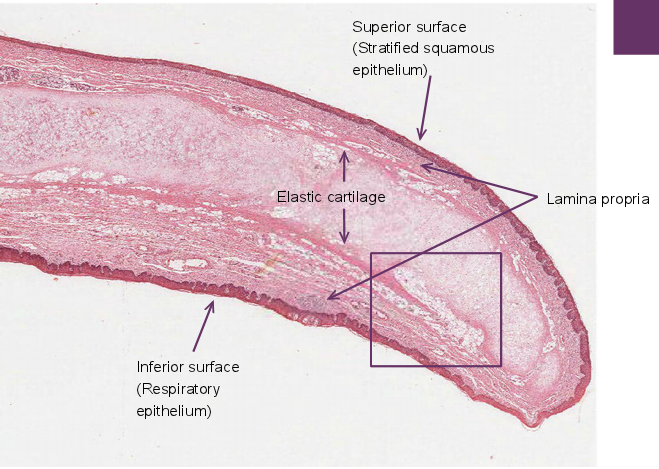 Superior surface
(Stratified squamous
epithelium)
Elastic cartilage
Lamina propria
Inferior surface
(Respiratory
epithelium)